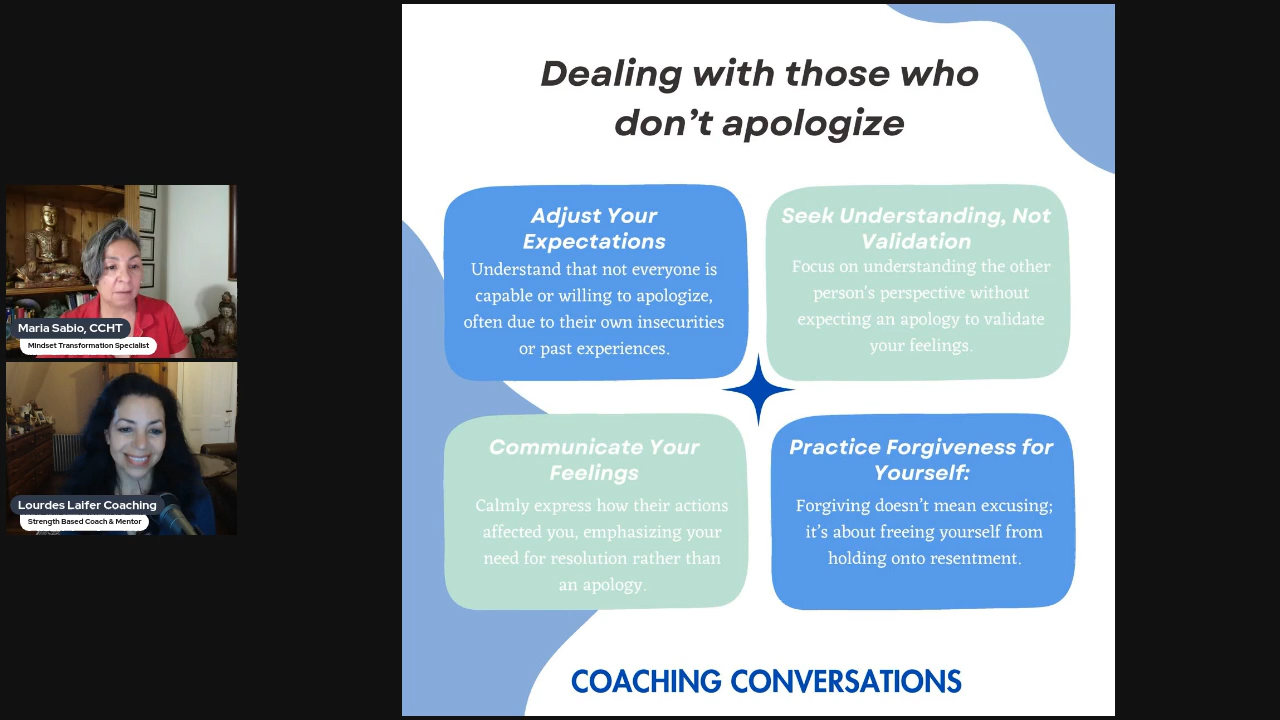 Dealing with those who
don’t apologize
Adjust Your
Expectations
Understand that not everyone is
capable or willing to apologize,
often due to their own insecurities
or past experiences.
Seek Understanding, Not
Validation
Focus on understanding the other
person's perspective without
expecting an apology to validate
your feelings.
Communicate Your
Feelings
Calmly express how their actions
affected you, emphasizing your
need for resolution rather than
an apology.
Practice Forgiveness for
Yourself:
Forgiving doesn’t mean excusing;
it’s about freeing yourself from
holding onto resentment.
COACHING CONVERSATIONS
Maria Sabio, CCHT
Mindset Transformation Specialist
Lourdes Laifer Coaching
Strength Based Coach & Mentor